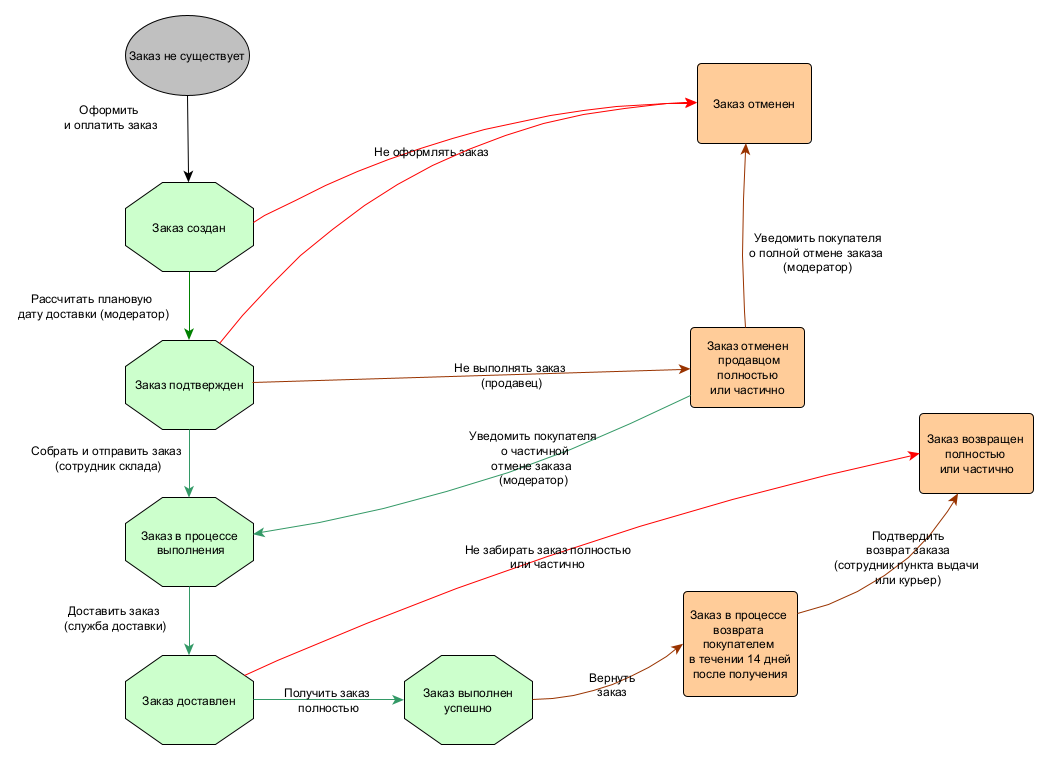 Заказ не существует
Оформить
и оплатить заказ
Заказ отменен
Не оформлять заказ
Заказ создан
Уведомить покупателя
о полной отмене заказа
(модератор)
Рассчитать плановую
дату доставки (модератор)
Заказ отменен
продавцом
полностью
или частично
Заказ подтвержден
Не выполнять заказ
(продавец)
Уведомить покупателя
о частичной
отмене заказа
(модератор)
Заказ возвращен
полностью
или частично
Собрать и отправить заказ
(сотрудник склада)
Заказ в процессе
выполнения
Не забирать заказ полностью
или частично
Подтвердить
возврат заказа
(сотрудник пункта выдачи
или курьер)
Доставить заказ
(служба доставки)
Заказ в процессе
возврата
покупателем
в течении 14 дней
после получения
Заказ доставлен
Получить заказ
полностью
Заказ выполнен
успешно
Вернуть
заказ